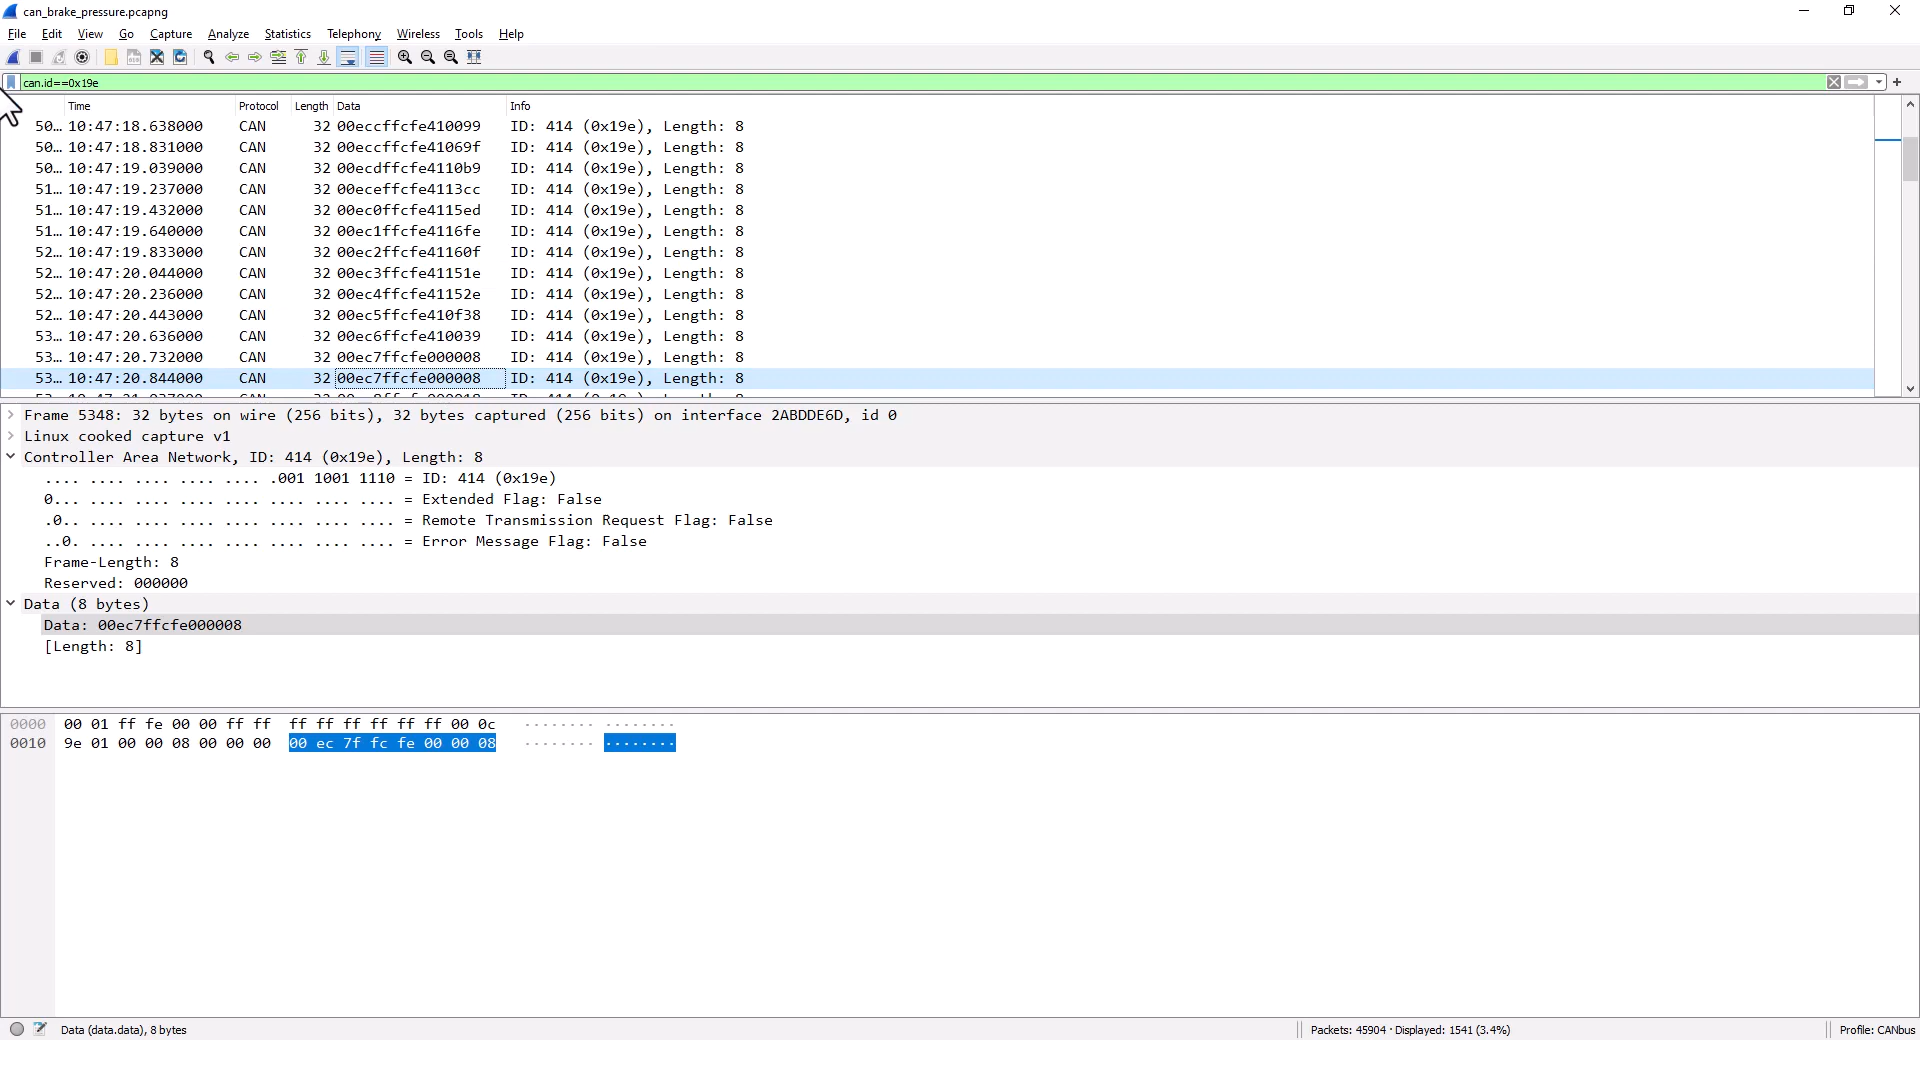 can_brake_pressure.pcapng
File Edit View Go Capture Analyze Statistics Telephony Wireless Tools Help
can.id==0x19e
Time Protocol Length Data Info
50… 10:47:18.638000 CAN 32 00eccffcfe410099 ID: 414 (0x19e), Length: 8
50… 10:47:18.831000 CAN 32 00eccffcfe41069f ID: 414 (0x19e), Length: 8
50… 10:47:19.039000 CAN 32 00ecdffcfe4110b9 ID: 414 (0x19e), Length: 8
51… 10:47:19.237000 CAN 32 00eceffcfe4113cc ID: 414 (0x19e), Length: 8
51… 10:47:19.432000 CAN 32 00ec0ffcfe4115ed ID: 414 (0x19e), Length: 8
51… 10:47:19.640000 CAN 32 00ec1ffcfe4116fe ID: 414 (0x19e), Length: 8
52… 10:47:19.833000 CAN 32 00ec2ffcfe41160f ID: 414 (0x19e), Length: 8
52… 10:47:20.044000 CAN 32 00ec3ffcfe41151e ID: 414 (0x19e), Length: 8
52… 10:47:20.236000 CAN 32 00ec4ffcfe41152e ID: 414 (0x19e), Length: 8
52… 10:47:20.443000 CAN 32 00ec5ffcfe410f38 ID: 414 (0x19e), Length: 8
53… 10:47:20.636000 CAN 32 00ec6ffcfe410039 ID: 414 (0x19e), Length: 8
53… 10:47:20.732000 CAN 32 00ec7ffcfe000008 ID: 414 (0x19e), Length: 8
53… 10:47:20.844000 CAN 32 00ec7ffcfe000008 ID: 414 (0x19e), Length: 8
Frame 5348: 32 bytes on wire (256 bits), 32 bytes captured (256 bits) on interface 2ABDDE6D, id 0
Linux cooked capture v1
Controller Area Network, ID: 414 (0x19e), Length: 8
.... .... .... .... .... .001 1001 1110 = ID: 414 (0x19e)
0... .... .... .... .... .... .... .... = Extended Flag: False
.0.. .... .... .... .... .... .... .... = Remote Transmission Request Flag: False
..0. .... .... .... .... .... .... .... = Error Message Flag: False
Frame-Length: 8
Reserved: 000000
Data (8 bytes)
Data: 00ec7ffcfe000008
[Length: 8]
0000 00 01 ff fe 00 00 ff ff ff ff ff ff ff ff 00 0c ········ ········
0010 9e 01 00 00 08 00 00 00 00 ec 7f fc fe 00 00 08 ········ ········
Data (data.data), 8 bytes
Packets: 45904 · Displayed: 1541 (3.4%)
Profile: CANbus